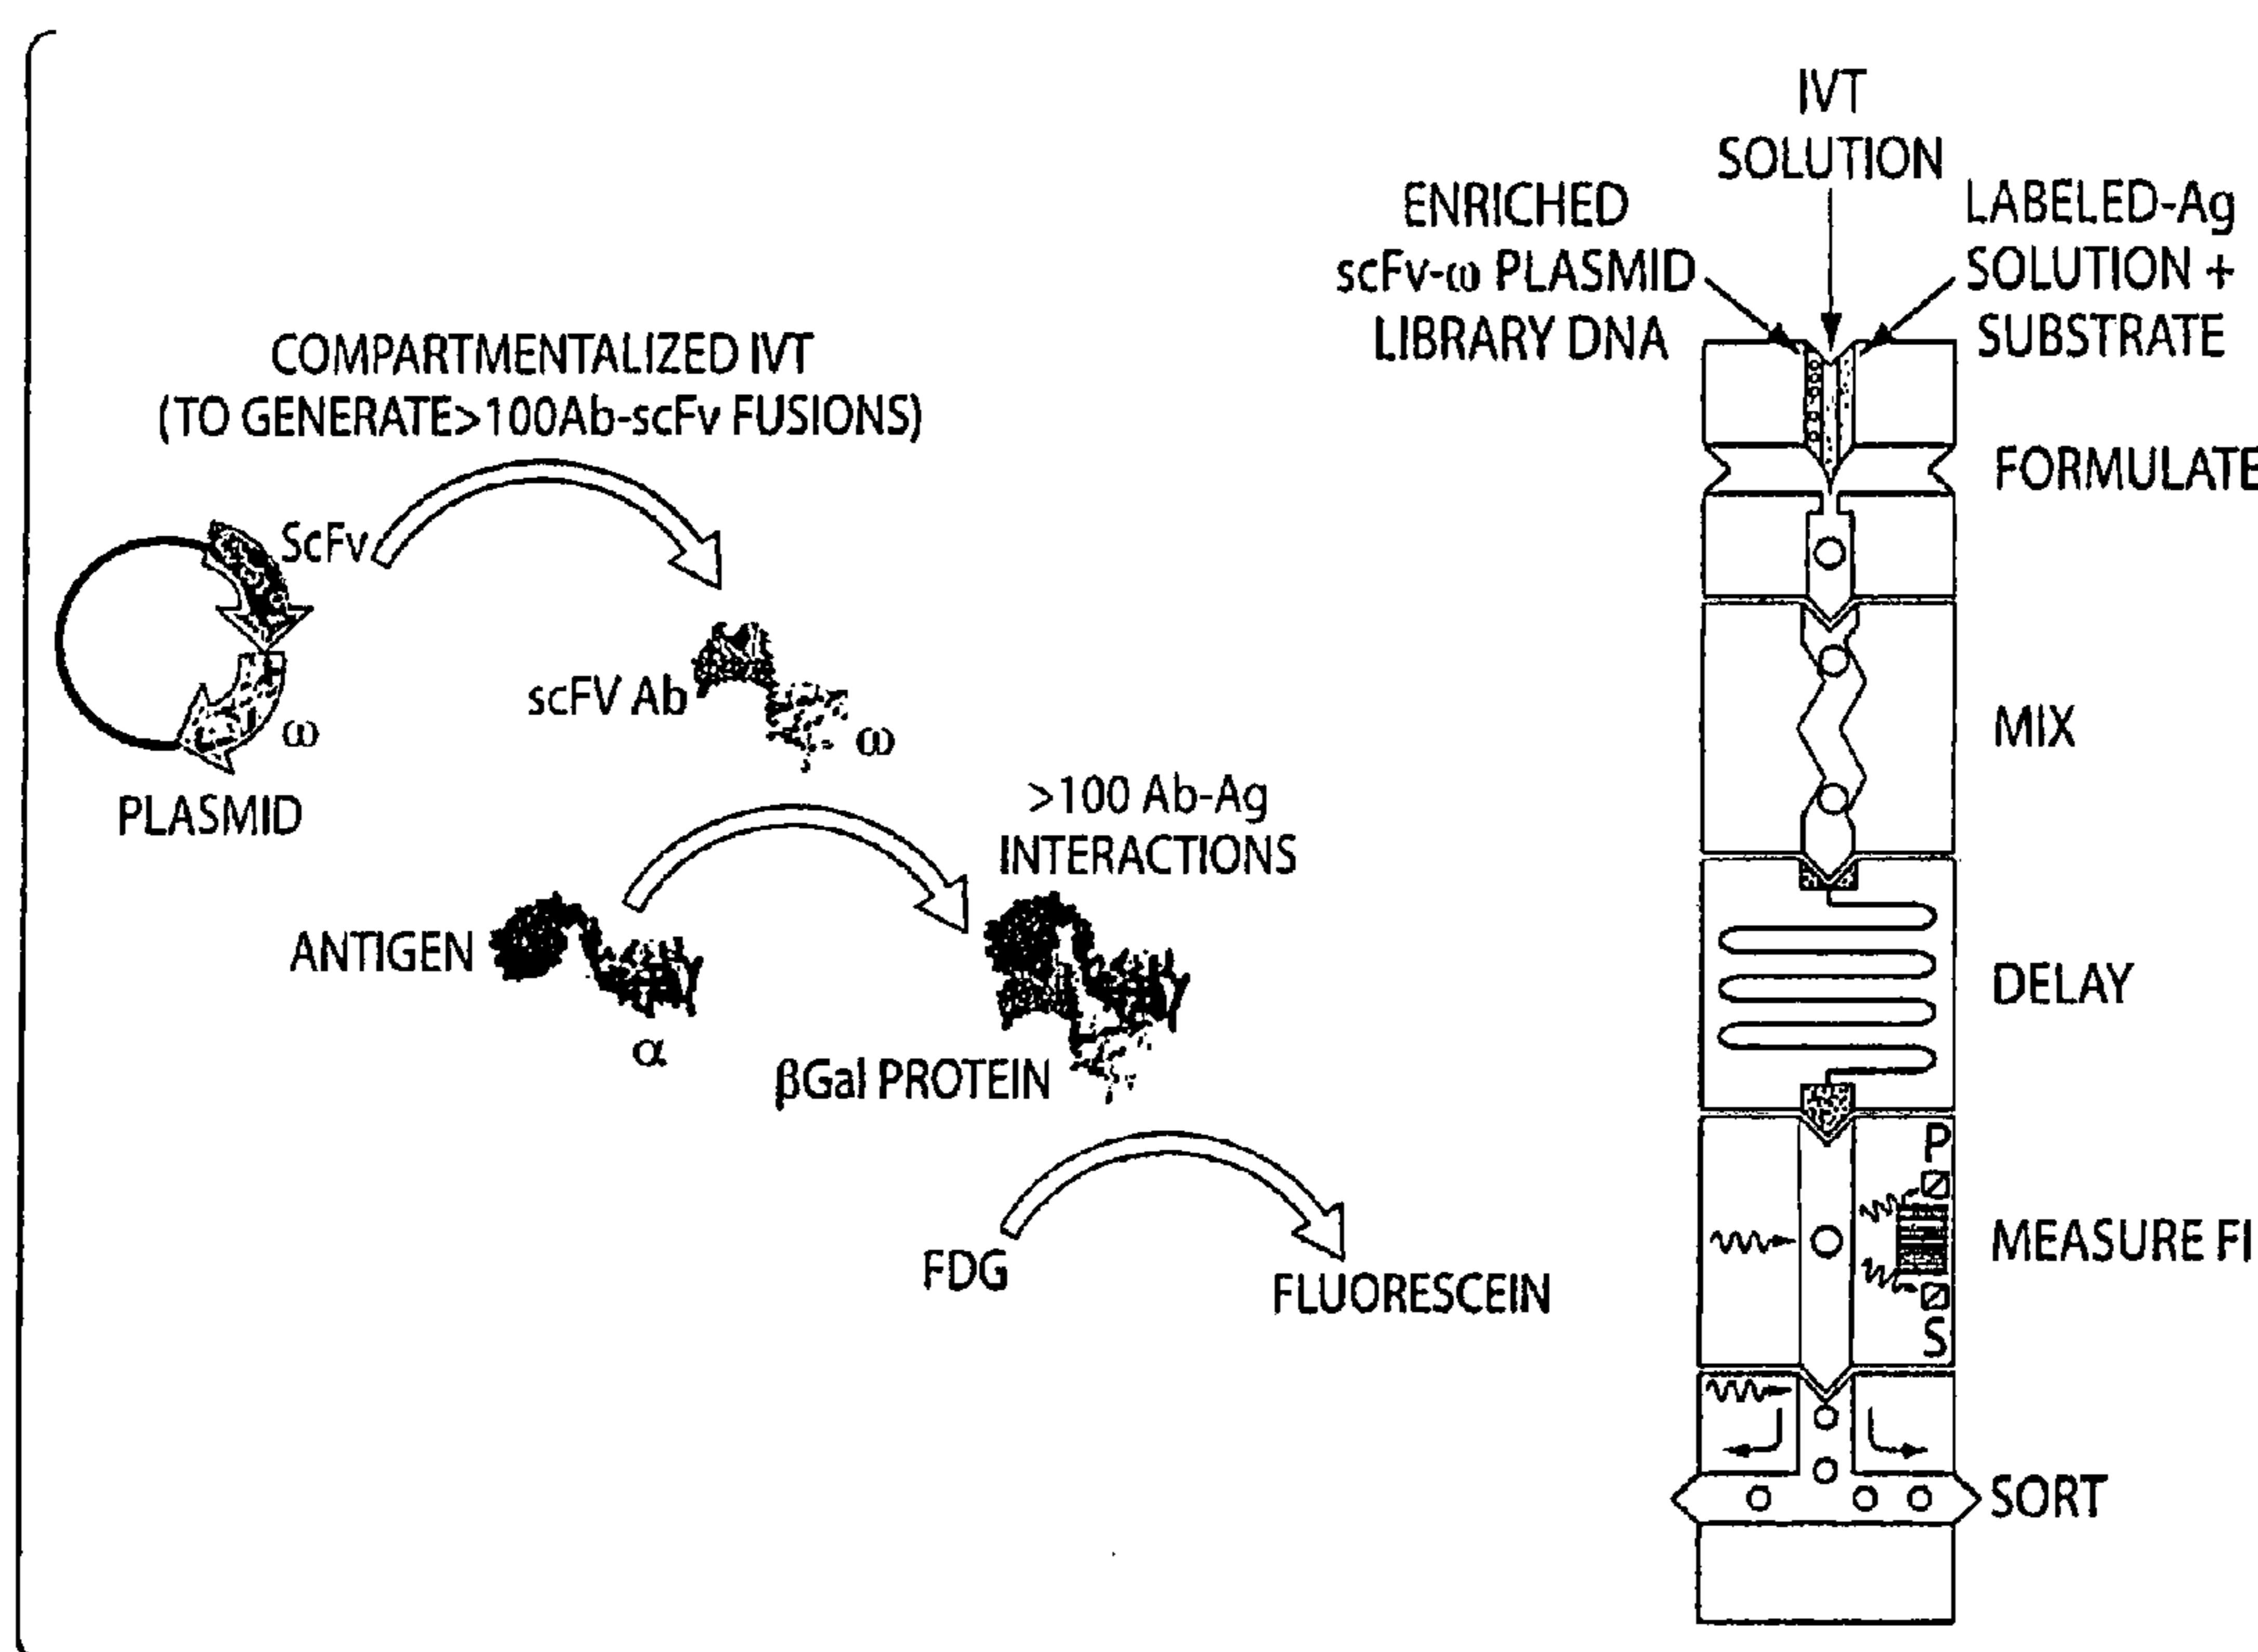 COMPARTMENTALIZED IVT
(TO GENERATE>100Ab-scFv FUSIONS)
ScFv
ω
PLASMID
scFV Ab
ω
>100 Ab-Ag
INTERACTIONS
ANTIGEN
α
βGal PROTEIN
FDG
FLUORESCEIN
IVT
SOLUTION
ENRICHED
scFv-ω PLASMID
LIBRARY DNA
LABELED-Ag
SOLUTION +
SUBSTRATE
FORMULATE
MIX
DELAY
P
S
MEASURE FI
SORT